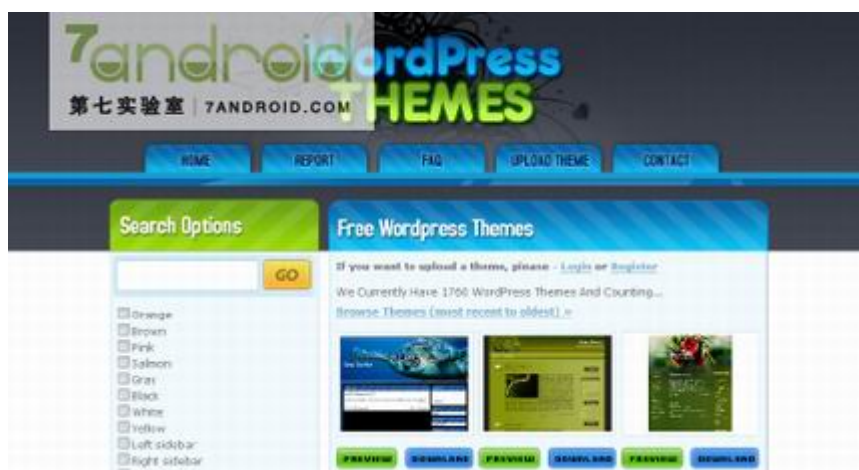 7android
WordPress
THEMES
第七实验室 | 7ANDROID.COM
HOME REPORT FAQ UPLOAD THEME CONTACT
Search Options
GO
Orange
Brown
Pink
Salmon
Gray
Black
White
Yellow
Left sidebar
Right sidebar
Free Wordpress Themes
If you want to upload a theme, please - Login or Register
We Currently Have 1760 WordPress Themes And Counting...
Browse Themes (most recent to oldest) »
PREVIEW DOWNLOAD PREVIEW DOWNLOAD PREVIEW DOWNLOAD